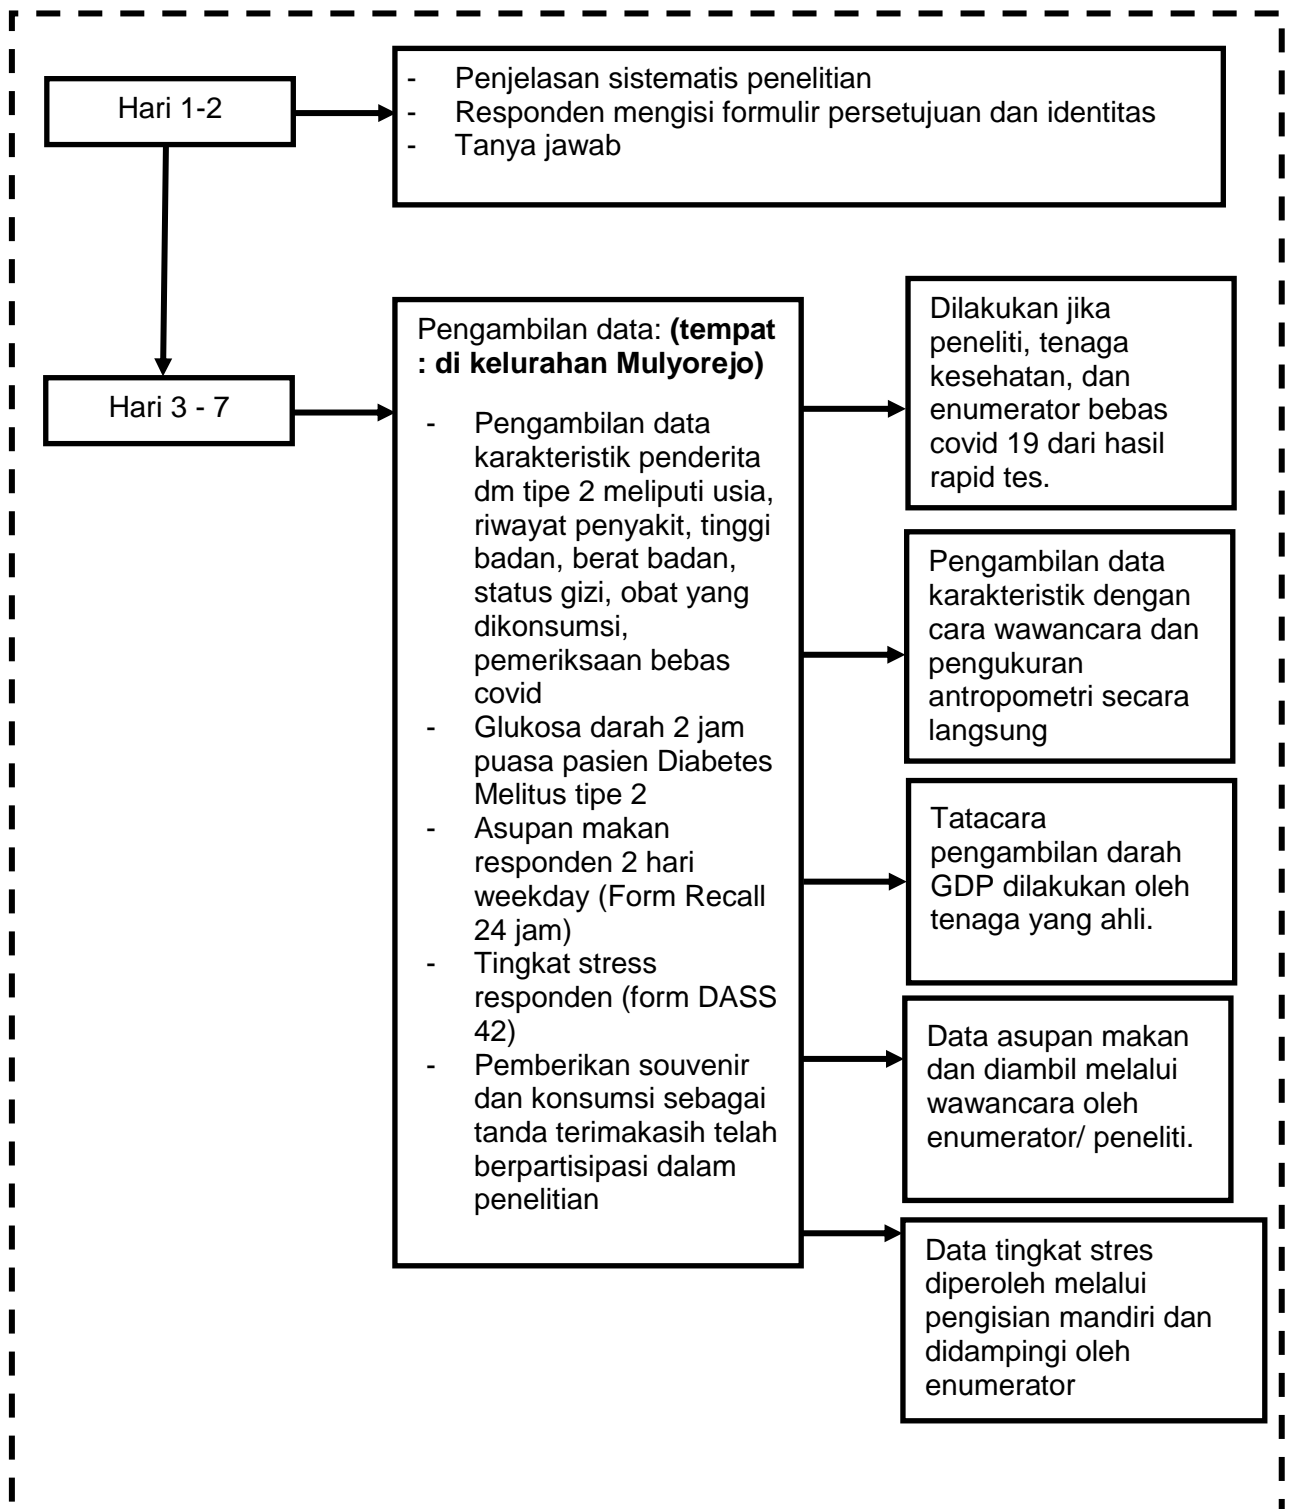 Hari 1-2
- Penjelasan sistematis penelitian
- Responden mengisi formulir persetujuan dan identitas
- Tanya jawab
Hari 3 - 7
Pengambilan data: (tempat
: di kelurahan Mulyorejo)
- Pengambilan data
karakteristik penderita
dm tipe 2 meliputi usia,
riwayat penyakit, tinggi
badan, berat badan,
status gizi, obat yang
dikonsumsi,
pemeriksaan bebas
covid
- Glukosa darah 2 jam
puasa pasien Diabetes
Melitus tipe 2
- Asupan makan
responden 2 hari
weekday (Form Recall
24 jam)
- Tingkat stress
responden (form DASS
42)
- Pemberikan souvenir
dan konsumsi sebagai
tanda terimakasih telah
berpartisipasi dalam
penelitian
Dilakukan jika
peneliti, tenaga
kesehatan, dan
enumerator bebas
covid 19 dari hasil
rapid tes.
Pengambilan data
karakteristik dengan
cara wawancara dan
pengukuran
antropometri secara
langsung
Tatacara
pengambilan darah
GDP dilakukan oleh
tenaga yang ahli.
Data asupan makan
dan diambil melalui
wawancara oleh
enumerator/ peneliti.
Data tingkat stres
diperoleh melalui
pengisian mandiri dan
didampingi oleh
enumerator